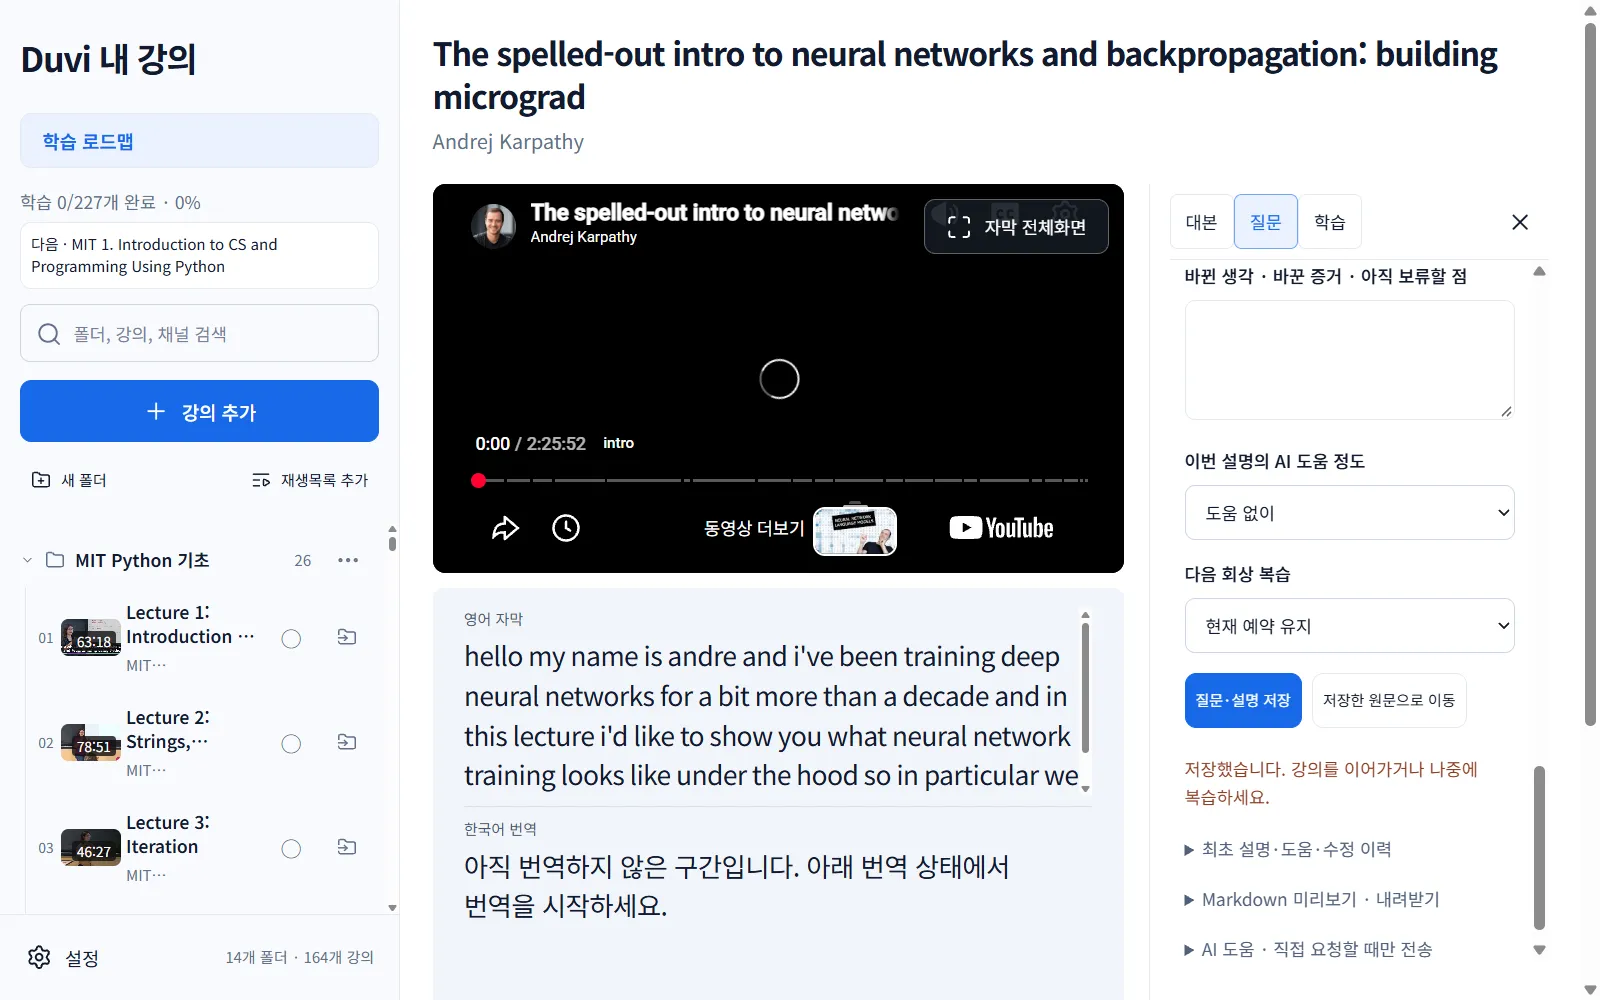 Duvi 내 강의
학습 로드맵
학습 0/227개 완료 · 0%
다음 · MIT 1. Introduction to CS and
Programming Using Python
폴더, 강의, 채널 검색
강의 추가
새 폴더
재생목록 추가
MIT Python 기초
26
01
63:18
Lecture 1:
Introduction ···
MIT···
02
78:51
Lecture 2:
Strings,···
MIT···
03
46:27
Lecture 3:
Iteration
MIT···
설정
14개 폴더 · 164개 강의
The spelled-out intro to neural networks and backpropagation: building
micrograd
Andrej Karpathy
The spelled-out intro to neural netwo
Andrej Karpathy
자막 전체화면
0:00 / 2:25:52
intro
동영상 더보기
YouTube
영어 자막
hello my name is andre and i've been training deep
neural networks for a bit more than a decade and in
this lecture i'd like to show you what neural network
training looks like under the hood so in particular we
한국어 번역
아직 번역하지 않은 구간입니다. 아래 번역 상태에서
번역을 시작하세요.
대본
질문
학습
바뀐 생각 · 바꾼 증거 · 아직 보류할 점
이번 설명의 AI 도움 정도
도움 없이
다음 회상 복습
현재 예약 유지
질문·설명 저장
저장한 원문으로 이동
저장했습니다. 강의를 이어가거나 나중에
복습하세요.
최초 설명·도움·수정 이력
Markdown 미리보기 · 내려받기
AI 도움 · 직접 요청할 때만 전송